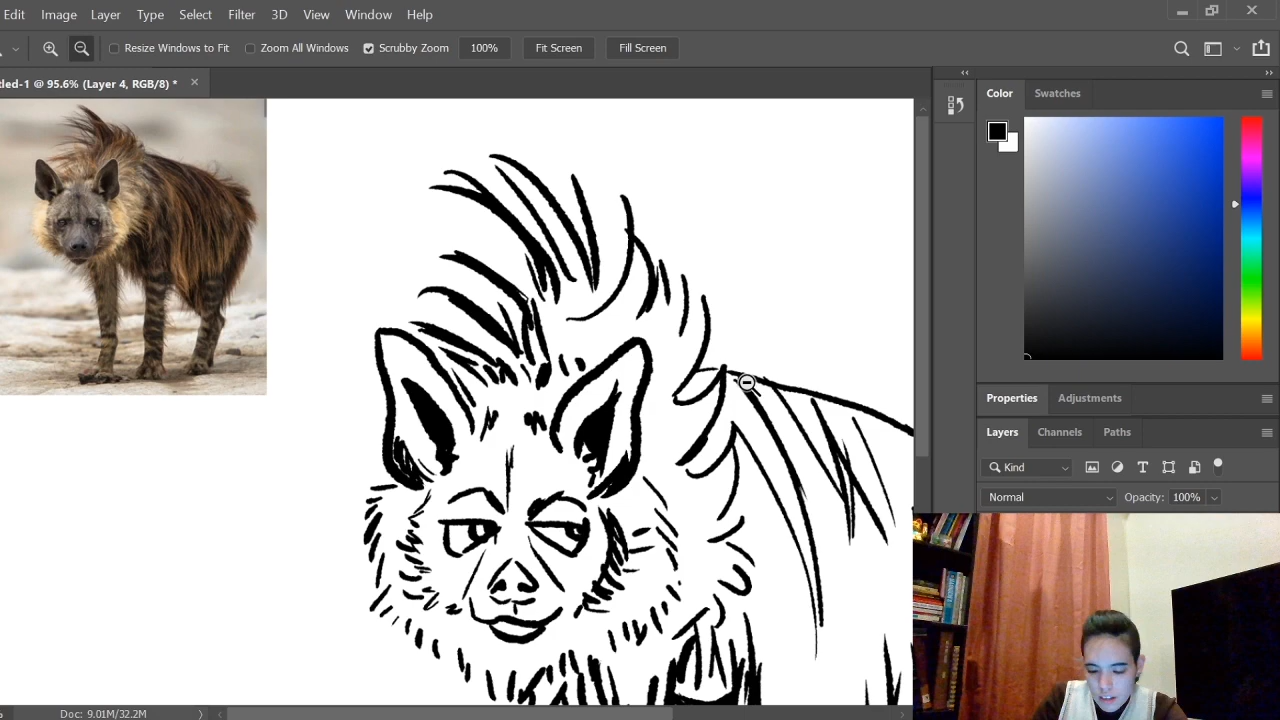 Edit Image Layer Type Select Filter 3D View Window Help
Resize Windows to Fit Zoom All Windows Scrubby Zoom 100% Fit Screen Fill Screen
led-1 @ 95.6% (Layer 4, RGB/8) *
Color Swatches
Properties Adjustments
Layers Channels Paths
Kind
Normal Opacity: 100%
Doc: 9.01M/32.2M